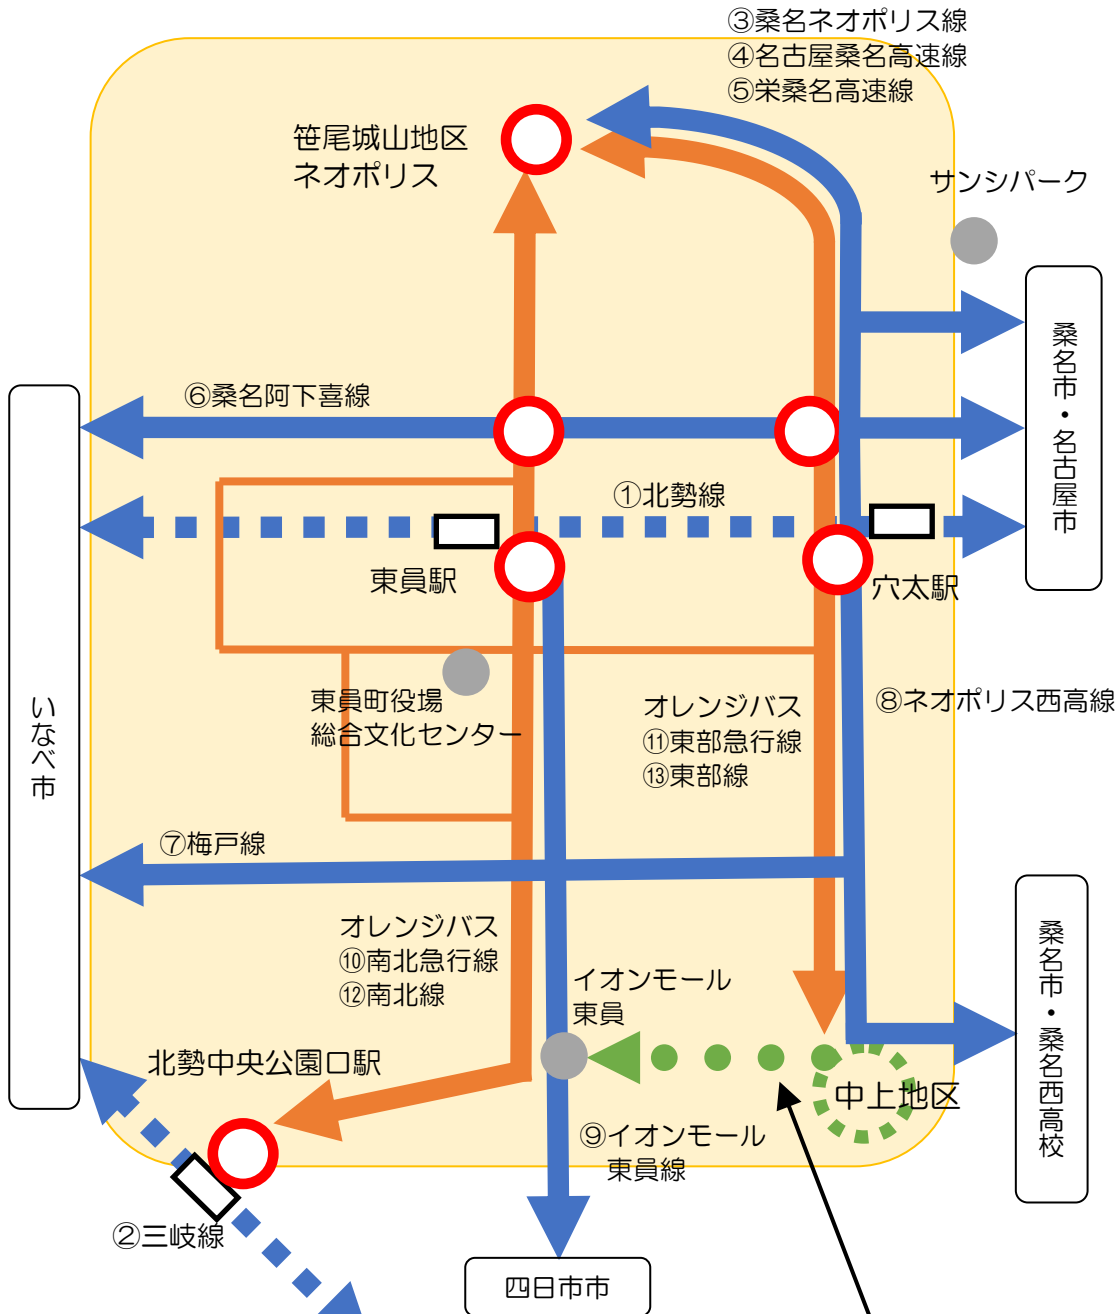 ③桑名ネオポリス線
④名古屋桑名高速線
⑤栄桑名高速線
笹尾城山地区
ネオポリス
サンシパーク
桑名市・名古屋市
⑥桑名阿下喜線
①北勢線
東員駅
穴太駅
いなべ市
東員町役場
総合文化センター
オレンジバス
⑪東部急行線
⑬東部線
⑧ネオポリス西高線
⑦梅戸線
オレンジバス
⑩南北急行線
⑫南北線
イオンモール
東員
桑名市・桑名西高校
北勢中央公園口駅
中上地区
⑨イオンモール
東員線
②三岐線
四日市市